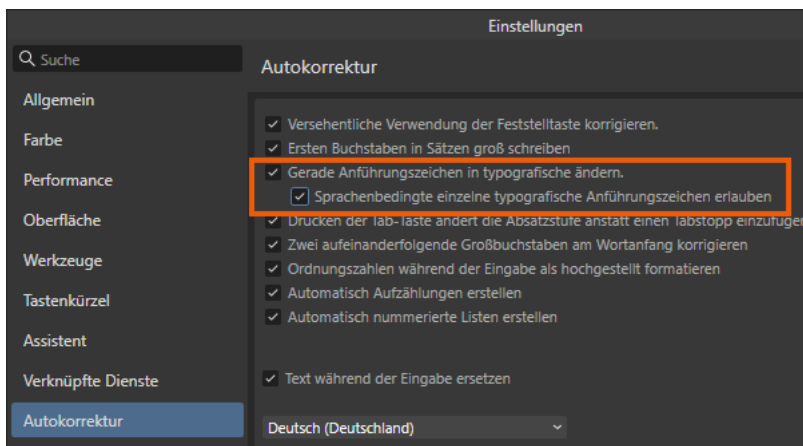 Einstellungen
Suche
Allgemein
Farbe
Performance
Oberfläche
Werkzeuge
Tastenkürzel
Assistent
Verknüpfte Dienste
Autokorrektur
Autokorrektur
Versehentliche Verwendung der Feststelltaste korrigieren.
Ersten Buchstaben in Sätzen groß schreiben
Gerade Anführungszeichen in typografische ändern.
Sprachenbedingte einzelne typografische Anführungszeichen erlauben
Drücken der Tab-Taste ändert die Absatzstufe anstatt einen Tabstopp einzufüger
Zwei aufeinanderfolgende Großbuchstaben am Wortanfang korrigieren
Ordnungszahlen während der Eingabe als hochgestellt formatieren
Automatisch Aufzählungen erstellen
Automatisch nummerierte Listen erstellen
Text während der Eingabe ersetzen
Deutsch (Deutschland)